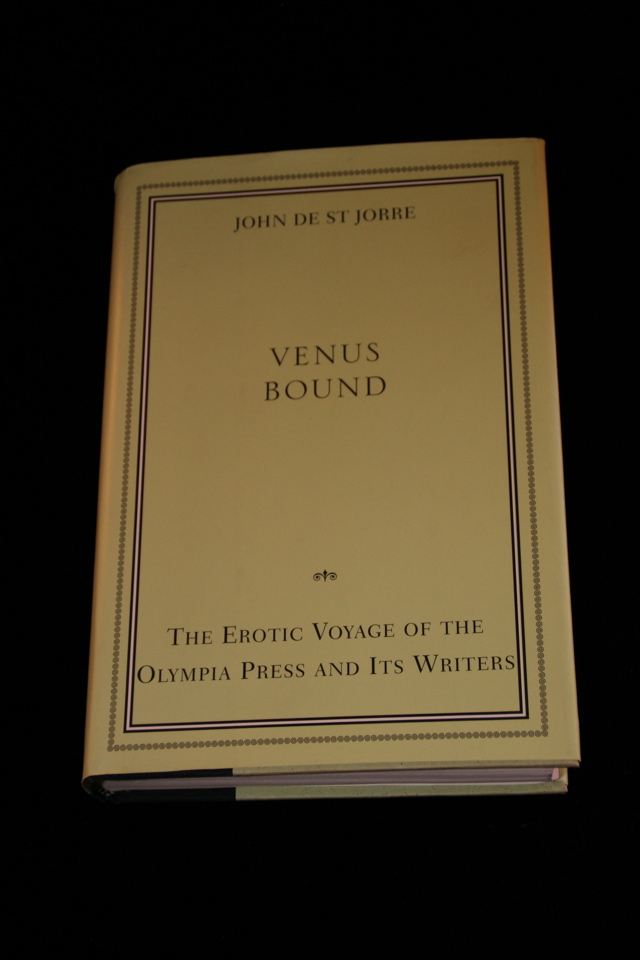 JOHN DE ST JORRE
VENUS
BOUND
THE EROTIC VOYAGE OF THE
OLYMPIA PRESS AND ITS WRITERS